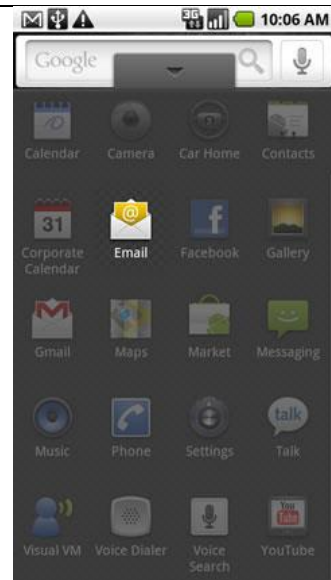 3G
10:06 AM
Google
Calendar
Camera
Car Home
Contacts
31
Corporate
Calendar
@
Email
f
Facebook
Gallery
Gmail
Maps
Market
Messaging
Music
Phone
Settings
talk
Talk
Visual VM
Voice Dialer
Voice
Search
You
Tube
YouTube